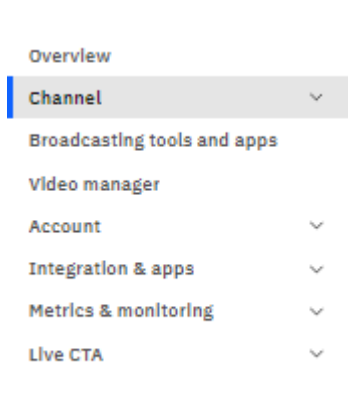 Overview
Channel
Broadcasting tools and apps
Video manager
Account
Integration & apps
Metrics & monitoring
Live CTA